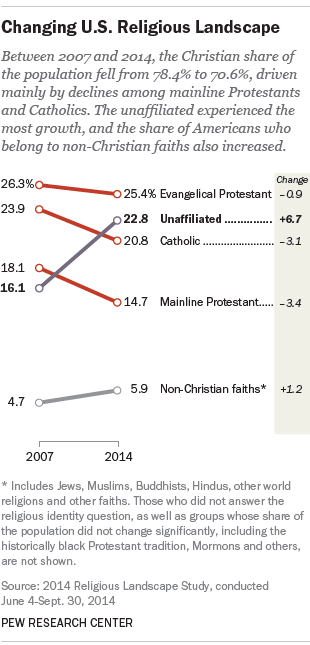 Changing U.S. Religious Landscape
Between 2007 and 2014, the Christian share of
the population fell from 78.4% to 70.6%, driven
mainly by declines among mainline Protestants
and Catholics. The unaffiliated experienced the
most growth, and the share of Americans who
belong to non-Christian faiths also increased.
Change
26.3% 25.4% Evangelical Protestant –0.9
23.9 22.8 Unaffiliated ............... +6.7
20.8 Catholic ........................ –3.1
18.1
16.1 14.7 Mainline Protestant..... –3.4
4.7 5.9 Non-Christian faiths* +1.2
2007 2014
* Includes Jews, Muslims, Buddhists, Hindus, other world
religions and other faiths. Those who did not answer the
religious identity question, as well as groups whose share of
the population did not change significantly, including the
historically black Protestant tradition, Mormons and others,
are not shown.
Source: 2014 Religious Landscape Study, conducted
June 4-Sept. 30, 2014
PEW RESEARCH CENTER